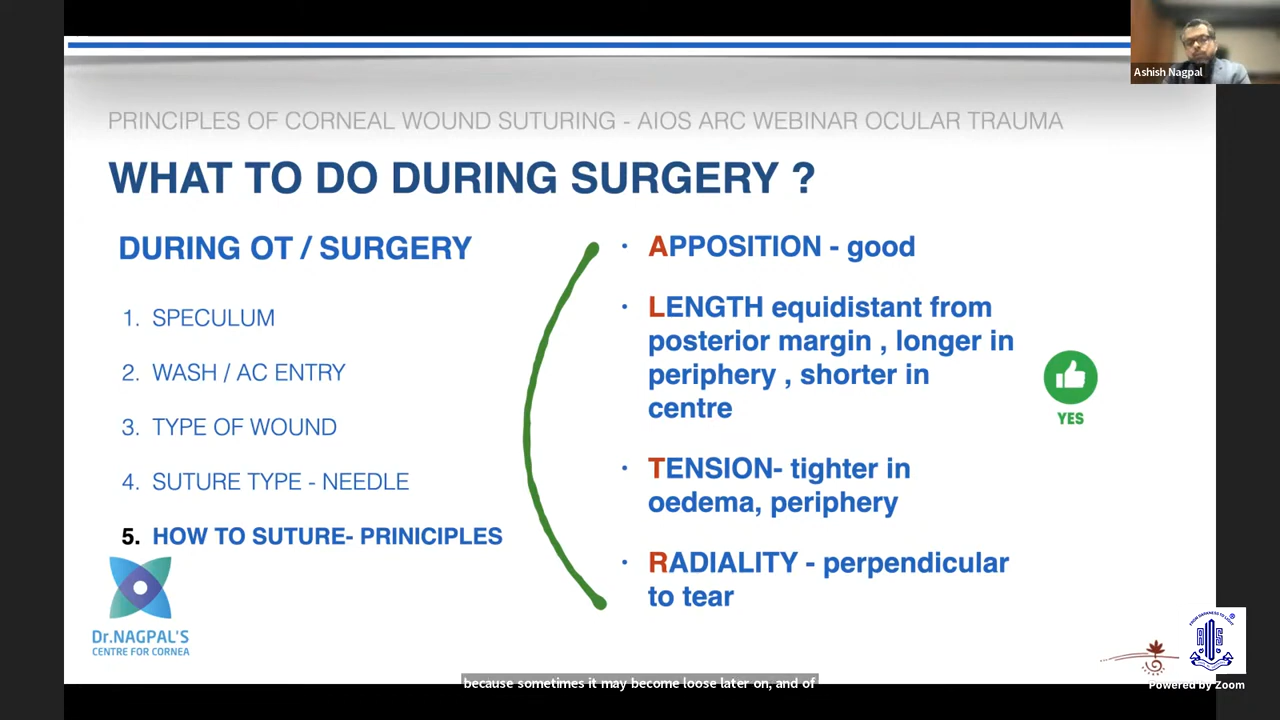 Ashish Nagpal
PRINCIPLES OF CORNEAL WOUND SUTURING - AIOS ARC WEBINAR OCULAR TRAUMA
WHAT TO DO DURING SURGERY ?
DURING OT / SURGERY
1. SPECULUM
2. WASH / AC ENTRY
3. TYPE OF WOUND
4. SUTURE TYPE - NEEDLE
5. HOW TO SUTURE- PRINICIPLES
· APPOSITION - good
· LENGTH equidistant from
posterior margin , longer in
periphery , shorter in
centre
· TENSION- tighter in
oedema, periphery
· RADIALITY - perpendicular
to tear
YES
Dr.NAGPAL'S
CENTRE FOR CORNEA
because sometimes it may become loose later on, and of
Powered by Zoom